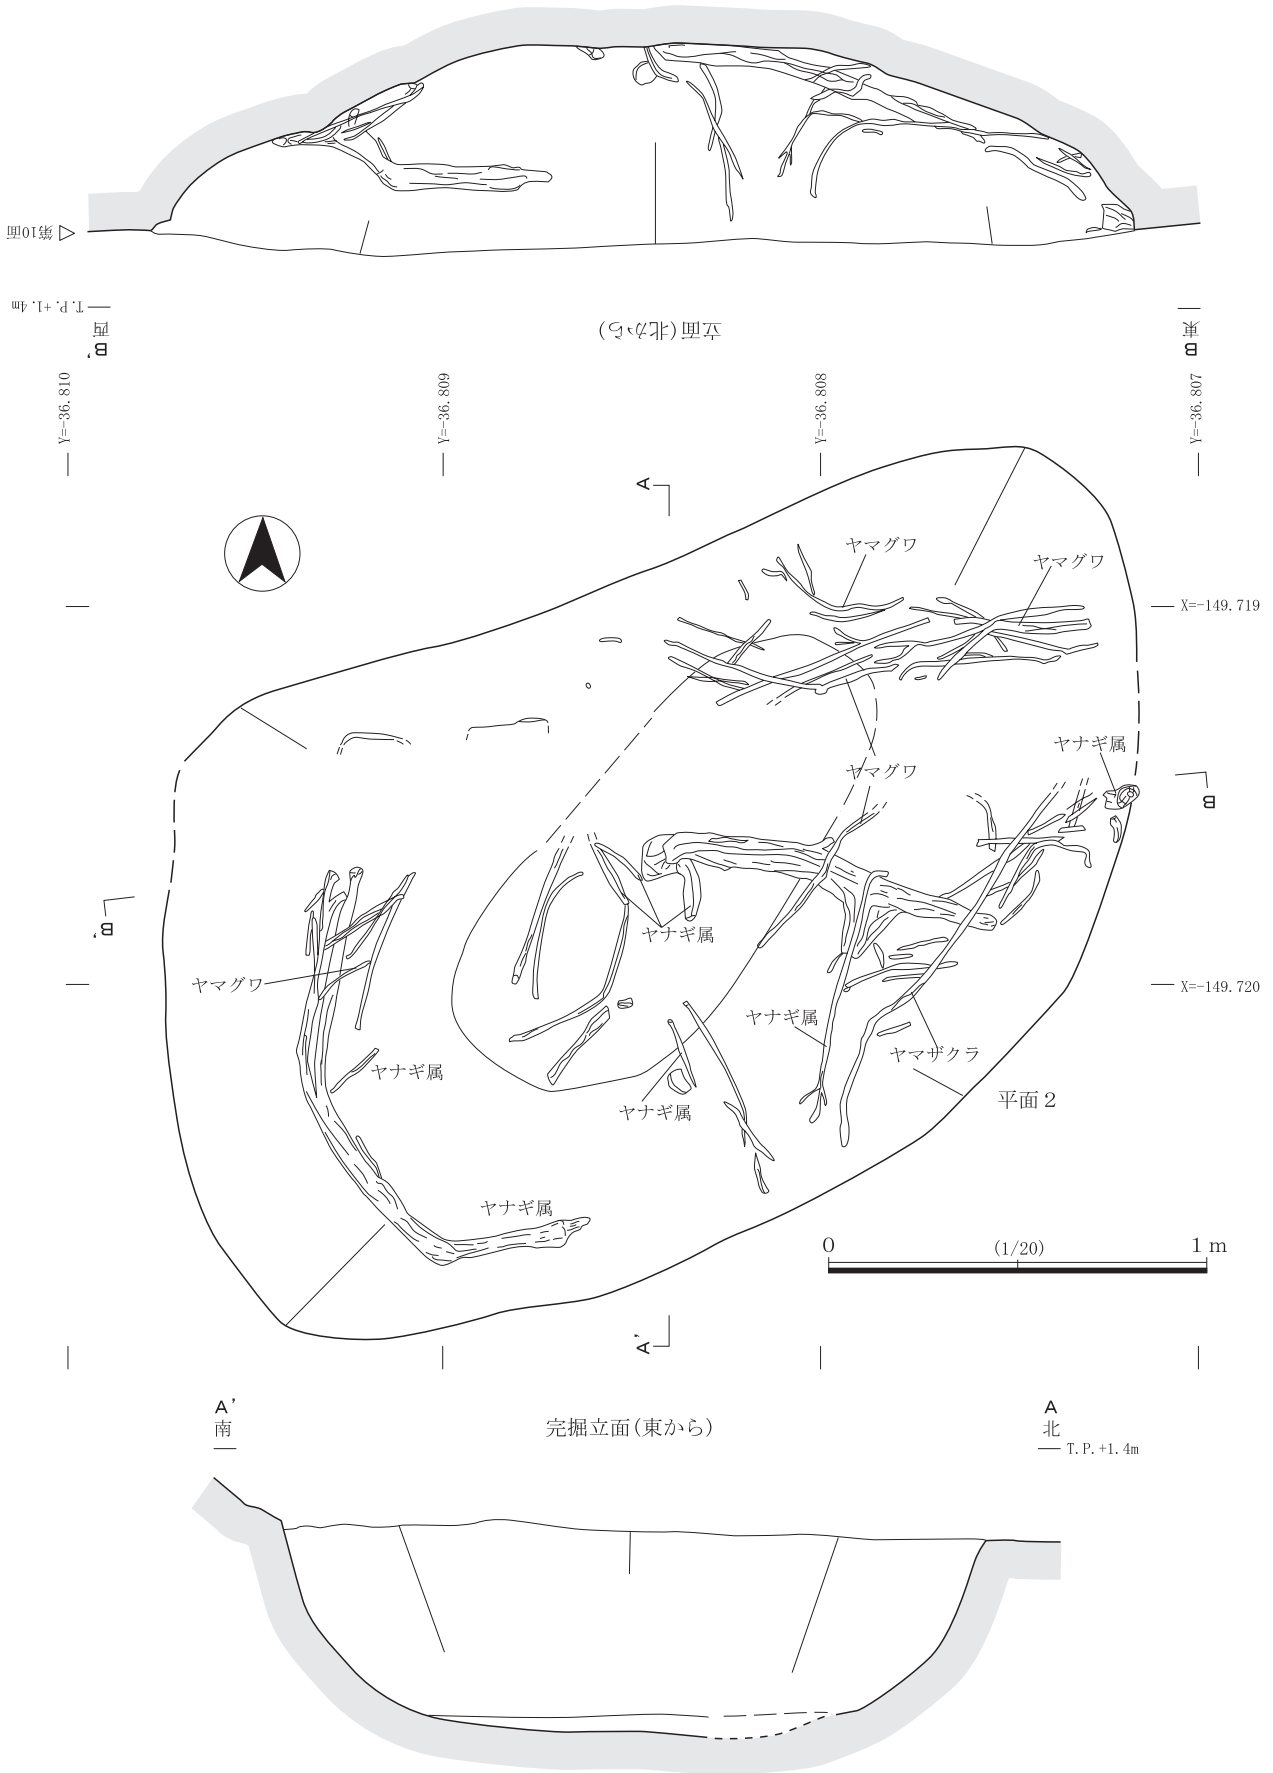 第10面
T.P.+1.4m
西
B'
立面(北から)
東
B
Y=-36.810
Y=-36.809
Y=-36.808
Y=-36.807
A
ヤマグワ
ヤマグワ
X=-149.719
ヤナギ属
ヤマグワ
B
B'
ヤナギ属
ヤマグワ
X=-149.720
ヤナギ属
ヤマザクラ
ヤナギ属
平面2
ヤナギ属
ヤナギ属
0 (1/20) 1m
A'
A'
南
完掘立面(東から)
A
北
T.P.+1.4m